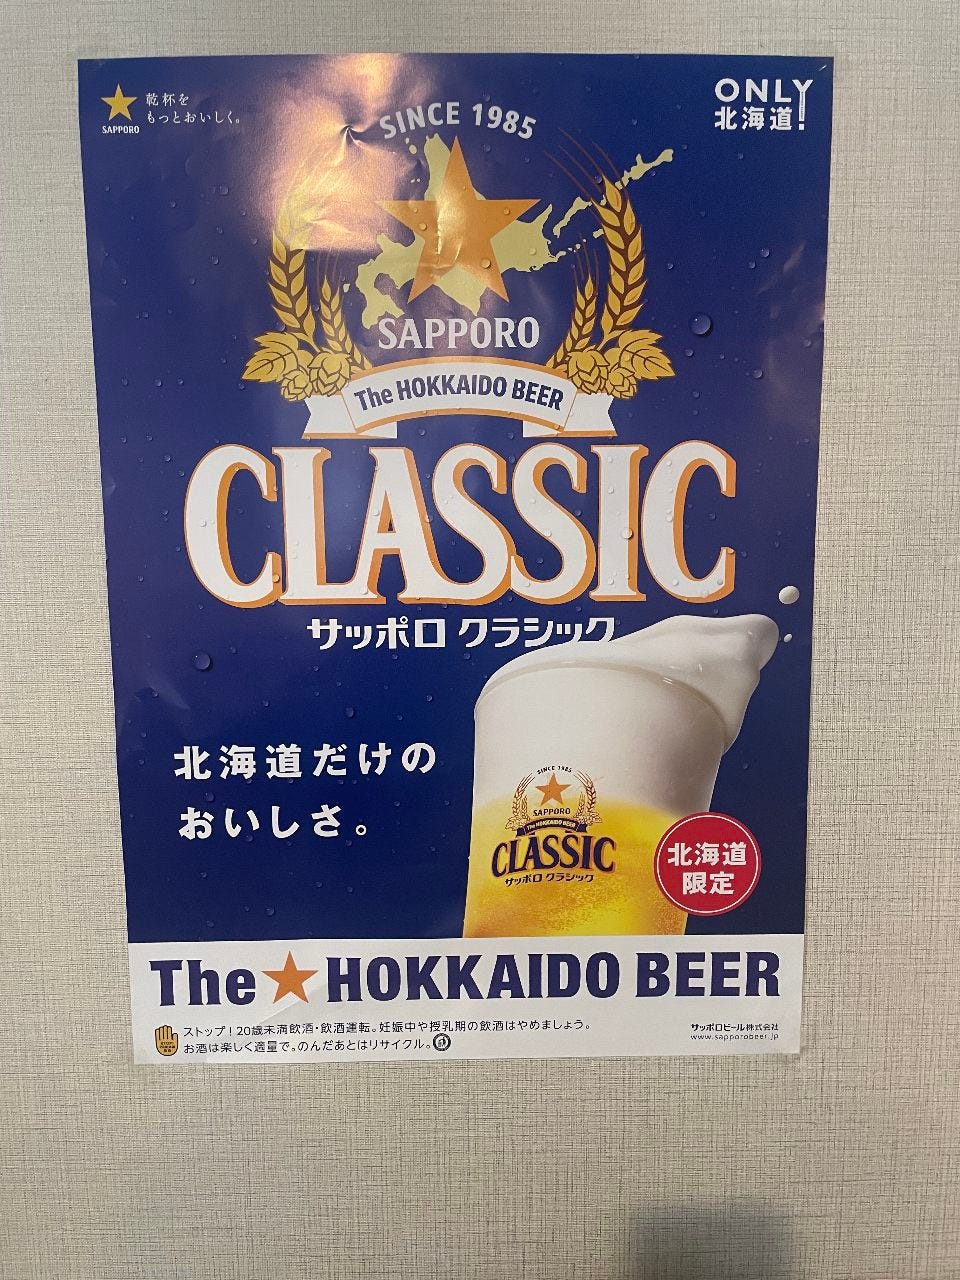 乾杯を
もっとおいしく。
SAPPORO
ONLY
北海道!
SINCE 1985
SAPPORO
The HOKKAIDO BEER
CLASSIC
サッポロ クラシック
北海道だけの
おいしさ。
SINCE 1985
SAPPORO
The HOKKAIDO BEER
CLASSIC
サッポロ クラシック
北海道
限定
The★HOKKAIDO BEER
ストップ!20歳未満飲酒・飲酒運転。妊娠中や授乳期の飲酒はやめましょう。
お酒は楽しく適量で。のんだあとはリサイクル。
サッポロビール株式会社
www.sapporobeer.jp